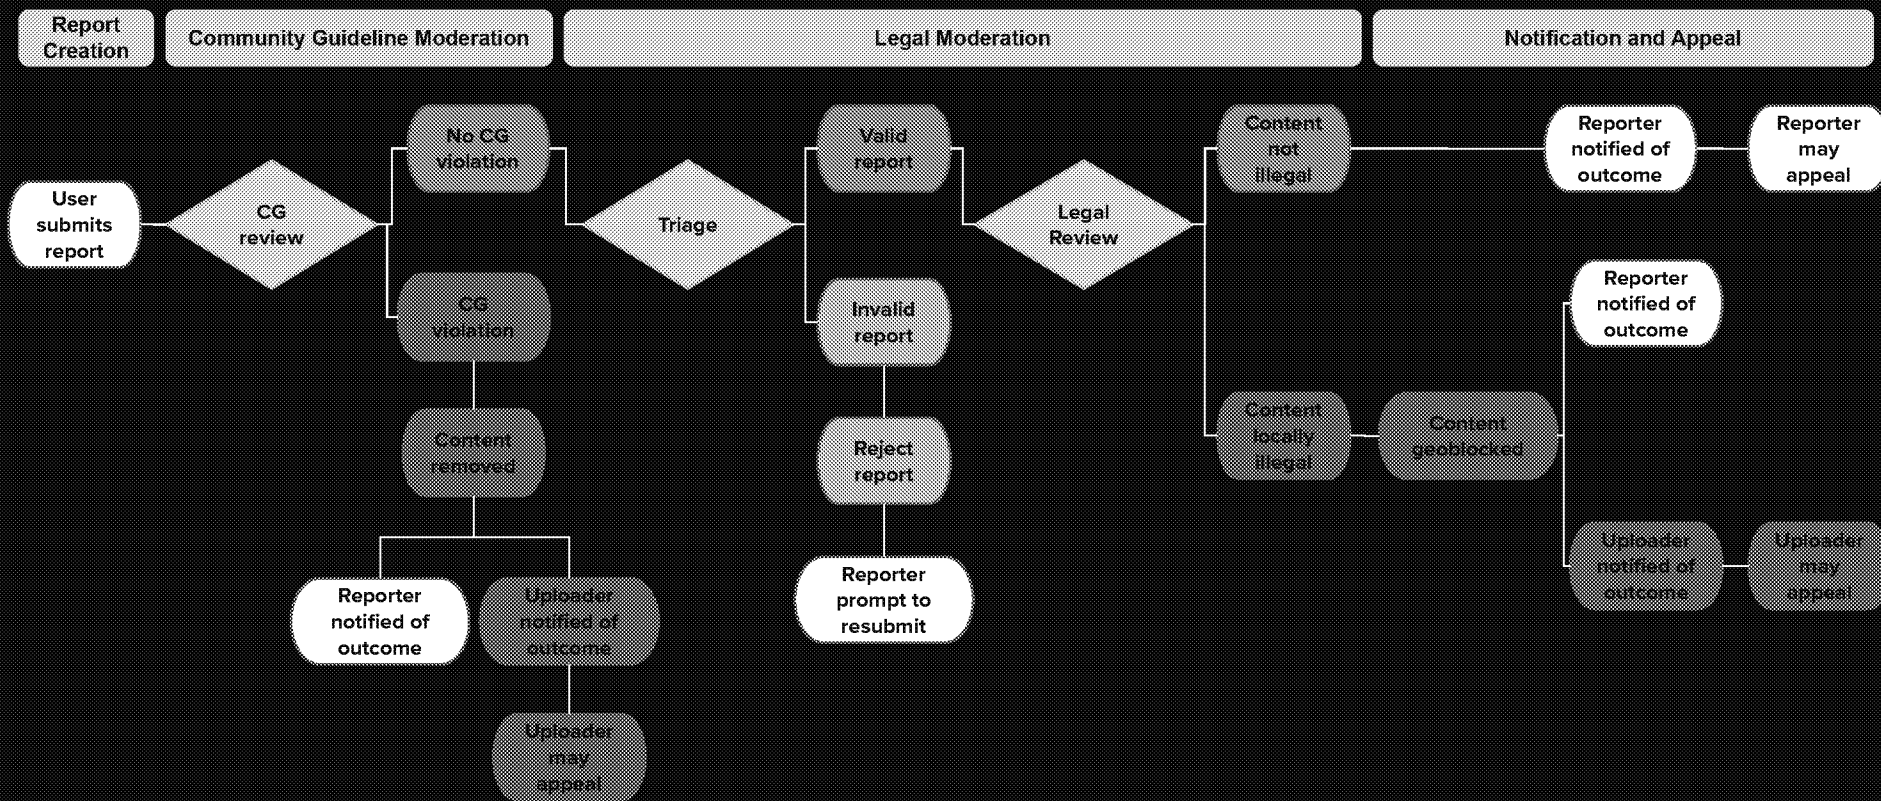 Report
Creation
Community Guideline Moderation
Legal Moderation
Notification and Appeal
User
submits
report
CG
review
No CG
violation
CG
violation
Content
removed
Reporter
notified of
outcome
Uploader
notified of
outcome
Uploader
may
appeal
Triage
Valid
report
Invalid
report
Reject
report
Reporter
prompt to
resubmit
Legal
Review
Content
not
illegal
Content
locally
illegal
Content
geoblocked
Reporter
notified of
outcome
Reporter
may
appeal
Reporter
notified of
outcome
Uploader
notified of
outcome
Uploader
may
appeal